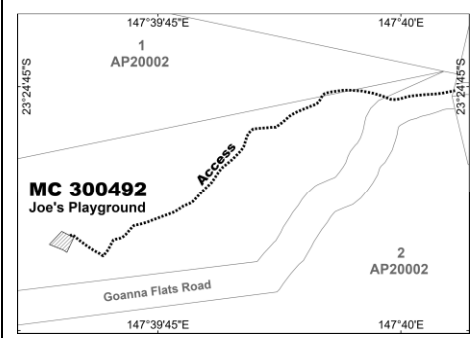 147°39'45"E
147°40'E
1
AP20002
23°24'45"S
23°24'45"S
Access
MC 300492
Joe's Playground
2
AP20002
Goanna Flats Road
147°39'45"E
147°40'E